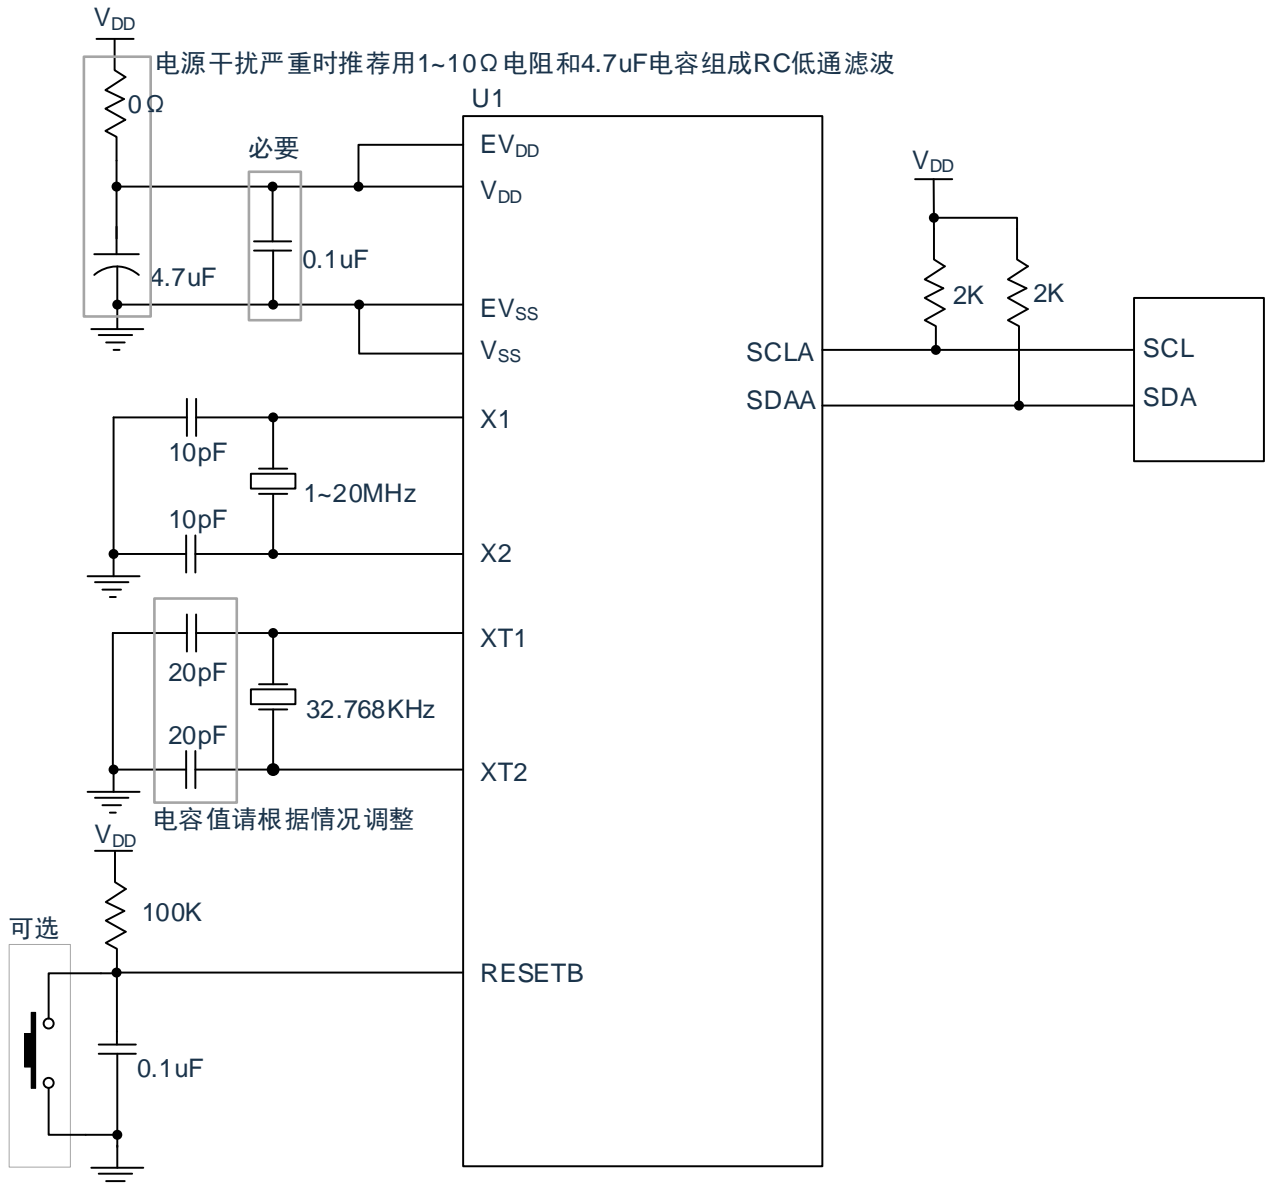 VDD
电源干扰严重时推荐用1~10Ω电阻和4.7uF电容组成RC低通滤波
0Ω
U1
必要
EVDD
VDD
VDD
0.1uF
4.7uF
2K
2K
EVSS
VSS
SCLA
SCL
SDAA
SDA
X1
10pF
1~20MHz
10pF
X2
XT1
20pF
32.768KHz
20pF
XT2
电容值请根据情况调整
VDD
100K
可选
RESETB
0.1uF